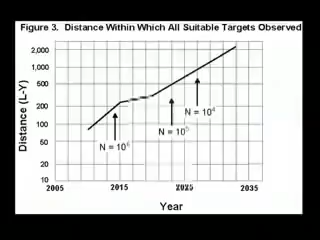 Figure 3. Distance Within Which All Suitable Targets Observed
Distance (L-Y)
2,000
1,000
500
200
100
50
20
10
N = 10⁶
N = 10⁵
N = 10⁴
2005 2015 2025 2035
Year